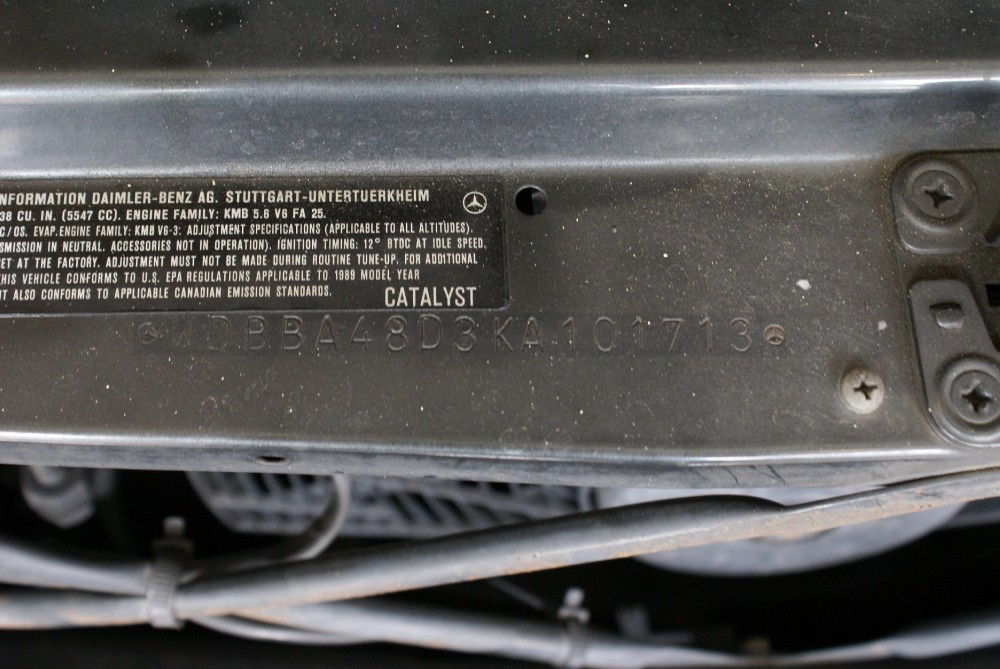 NFORMATION DAIMLER-BENZ AG. STUTTGART-UNTERTUERKHEIM
38 CU. IN. (5547 CC). ENGINE FAMILY: KMB 5.6 V6 FA 25.
C/OS. EVAP.ENGINE FAMILY: KMB V6-3: ADJUSTMENT SPECIFICATIONS (APPLICABLE TO ALL ALTITUDES).
SMISSION IN NEUTRAL. ACCESSORIES NOT IN OPERATION). IGNITION TIMING: 12° BTDC AT IDLE SPEED,
ET AT THE FACTORY. ADJUSTMENT MUST NOT BE MADE DURING ROUTINE TUNE-UP. FOR ADDITIONAL
HIS VEHICLE CONFORMS TO U.S. EPA REGULATIONS APPLICABLE TO 1989 MODEL YEAR
IT ALSO CONFORMS TO APPLICABLE CANADIAN EMISSION STANDARDS.
CATALYST
WDBBA48D3KA101713